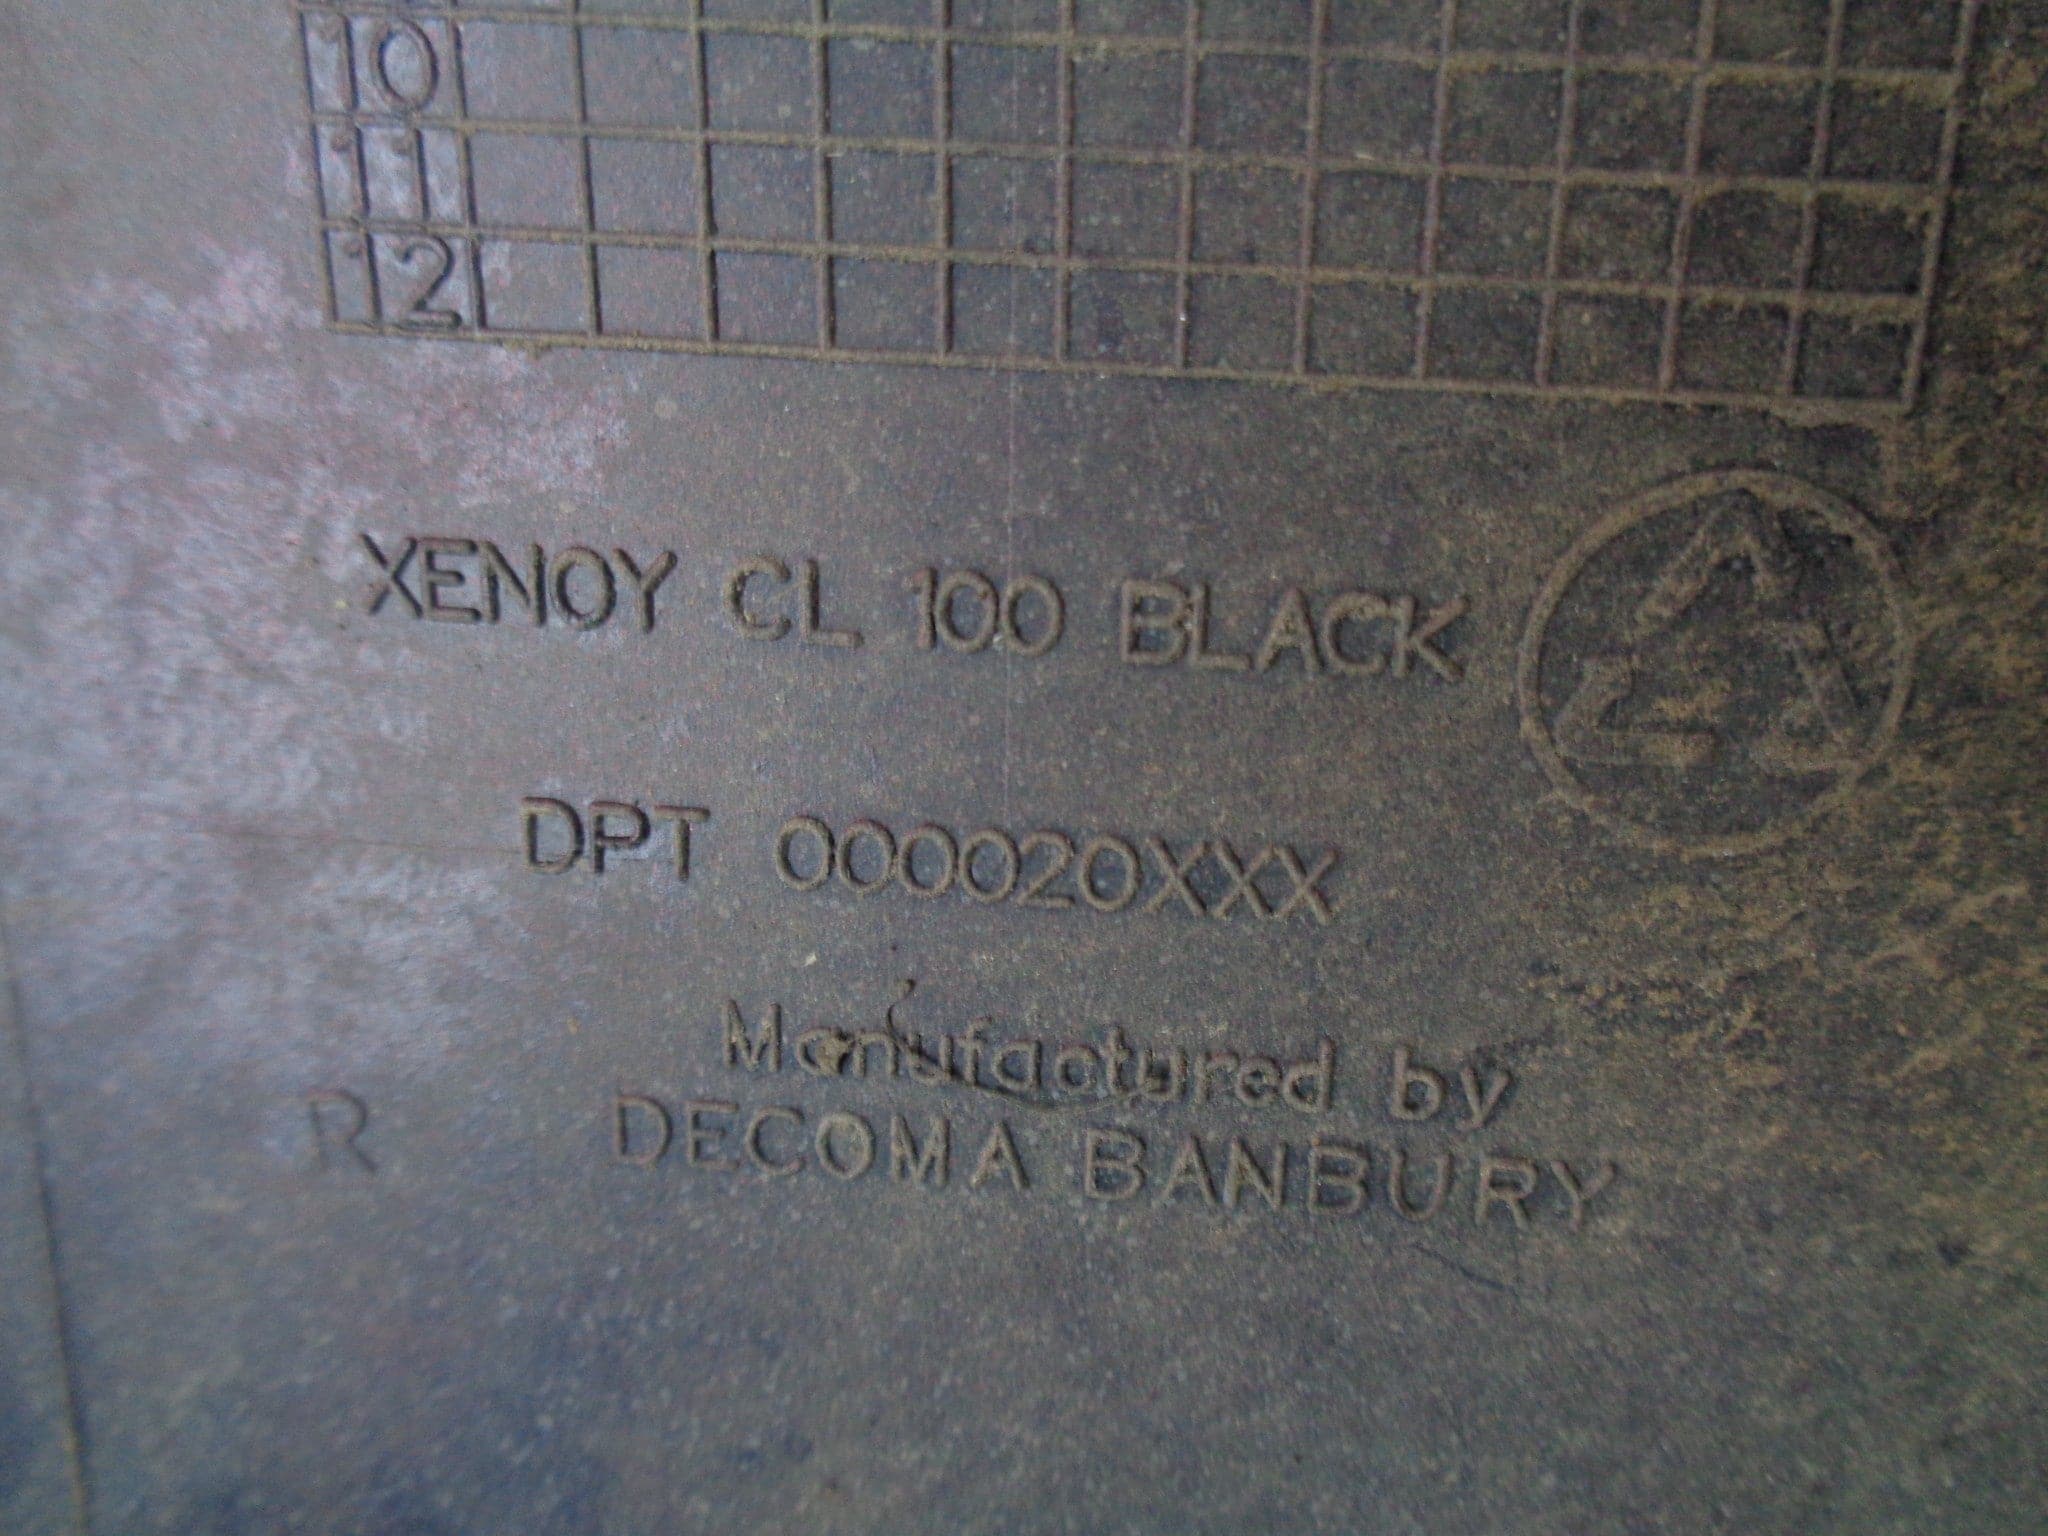 10
11
12
XENOY CL 100 BLACK
DPT 000020XXX
Manufactured by
R DECOMA BANBURY